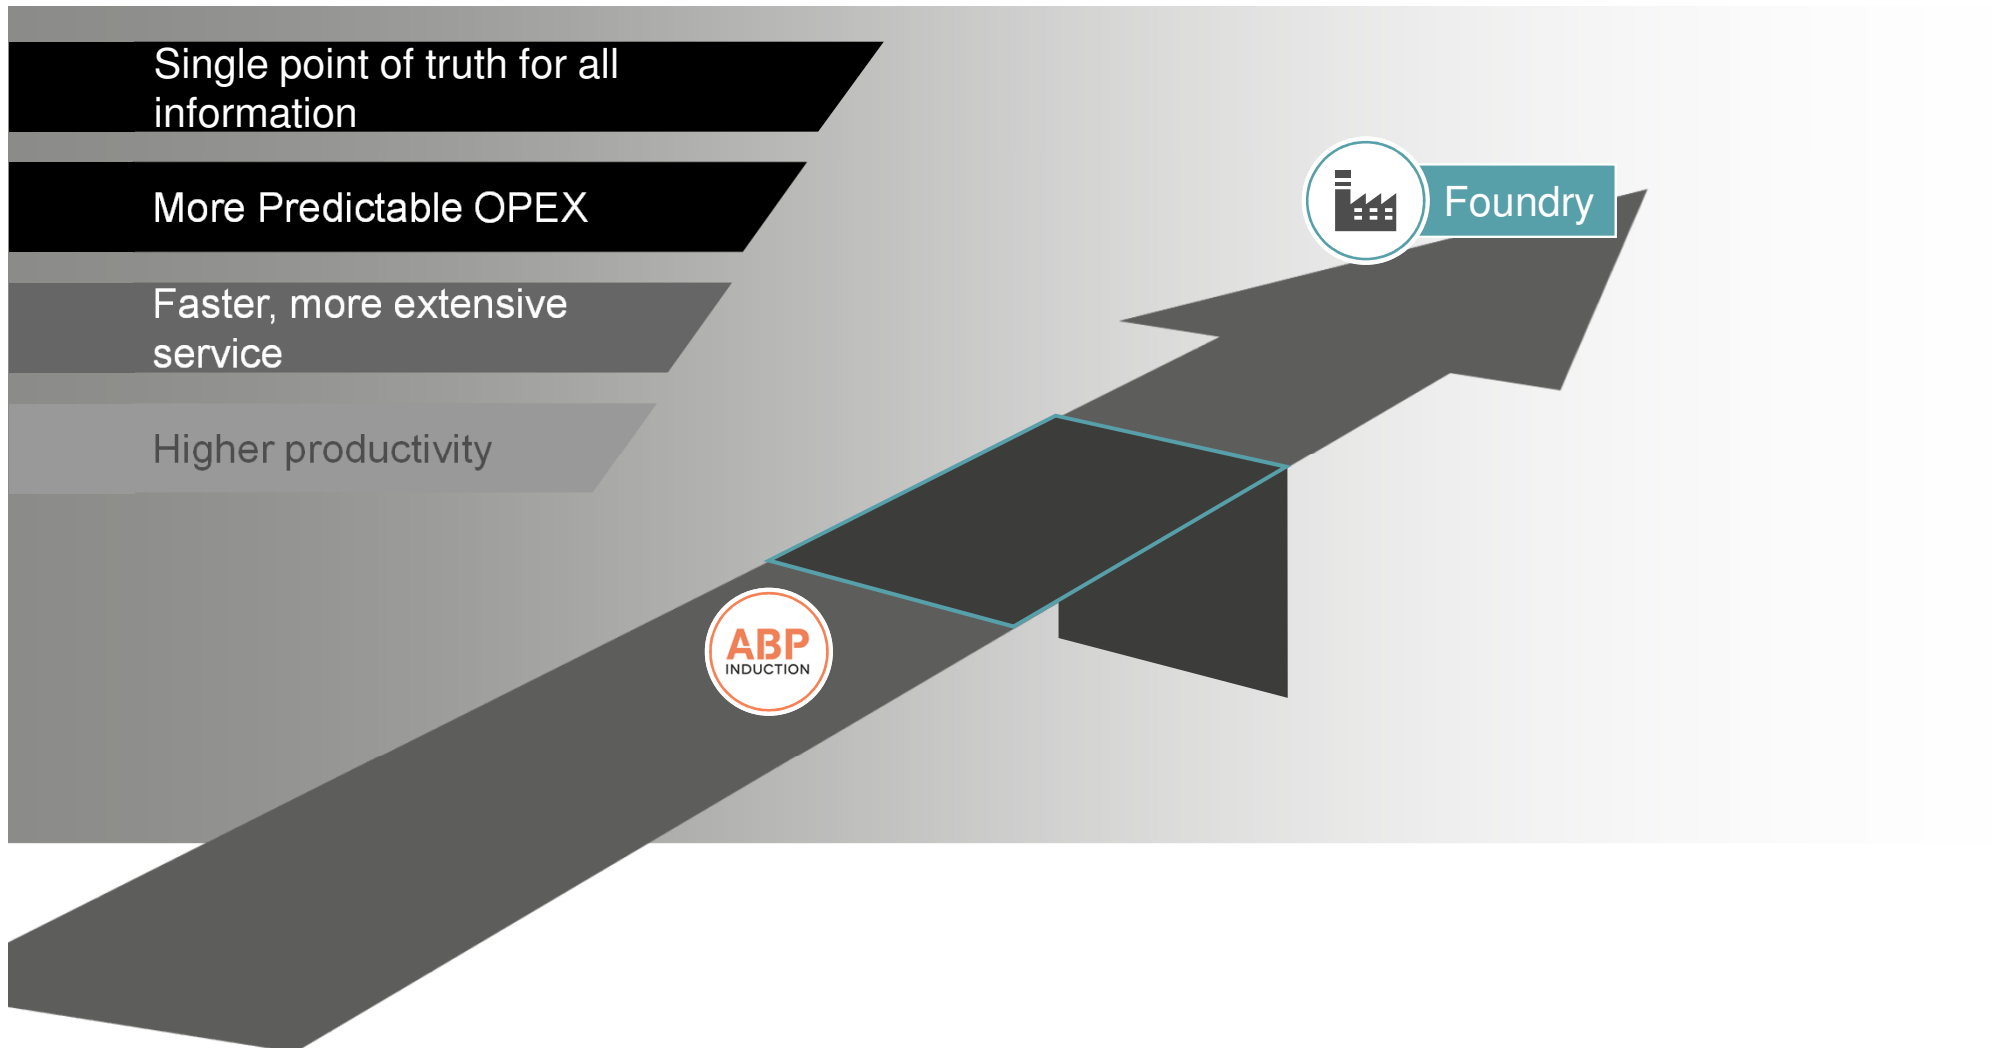 Single point of truth for all
information
More Predictable OPEX
Faster, more extensive
service
Higher productivity
Foundry
ABP
INDUCTION